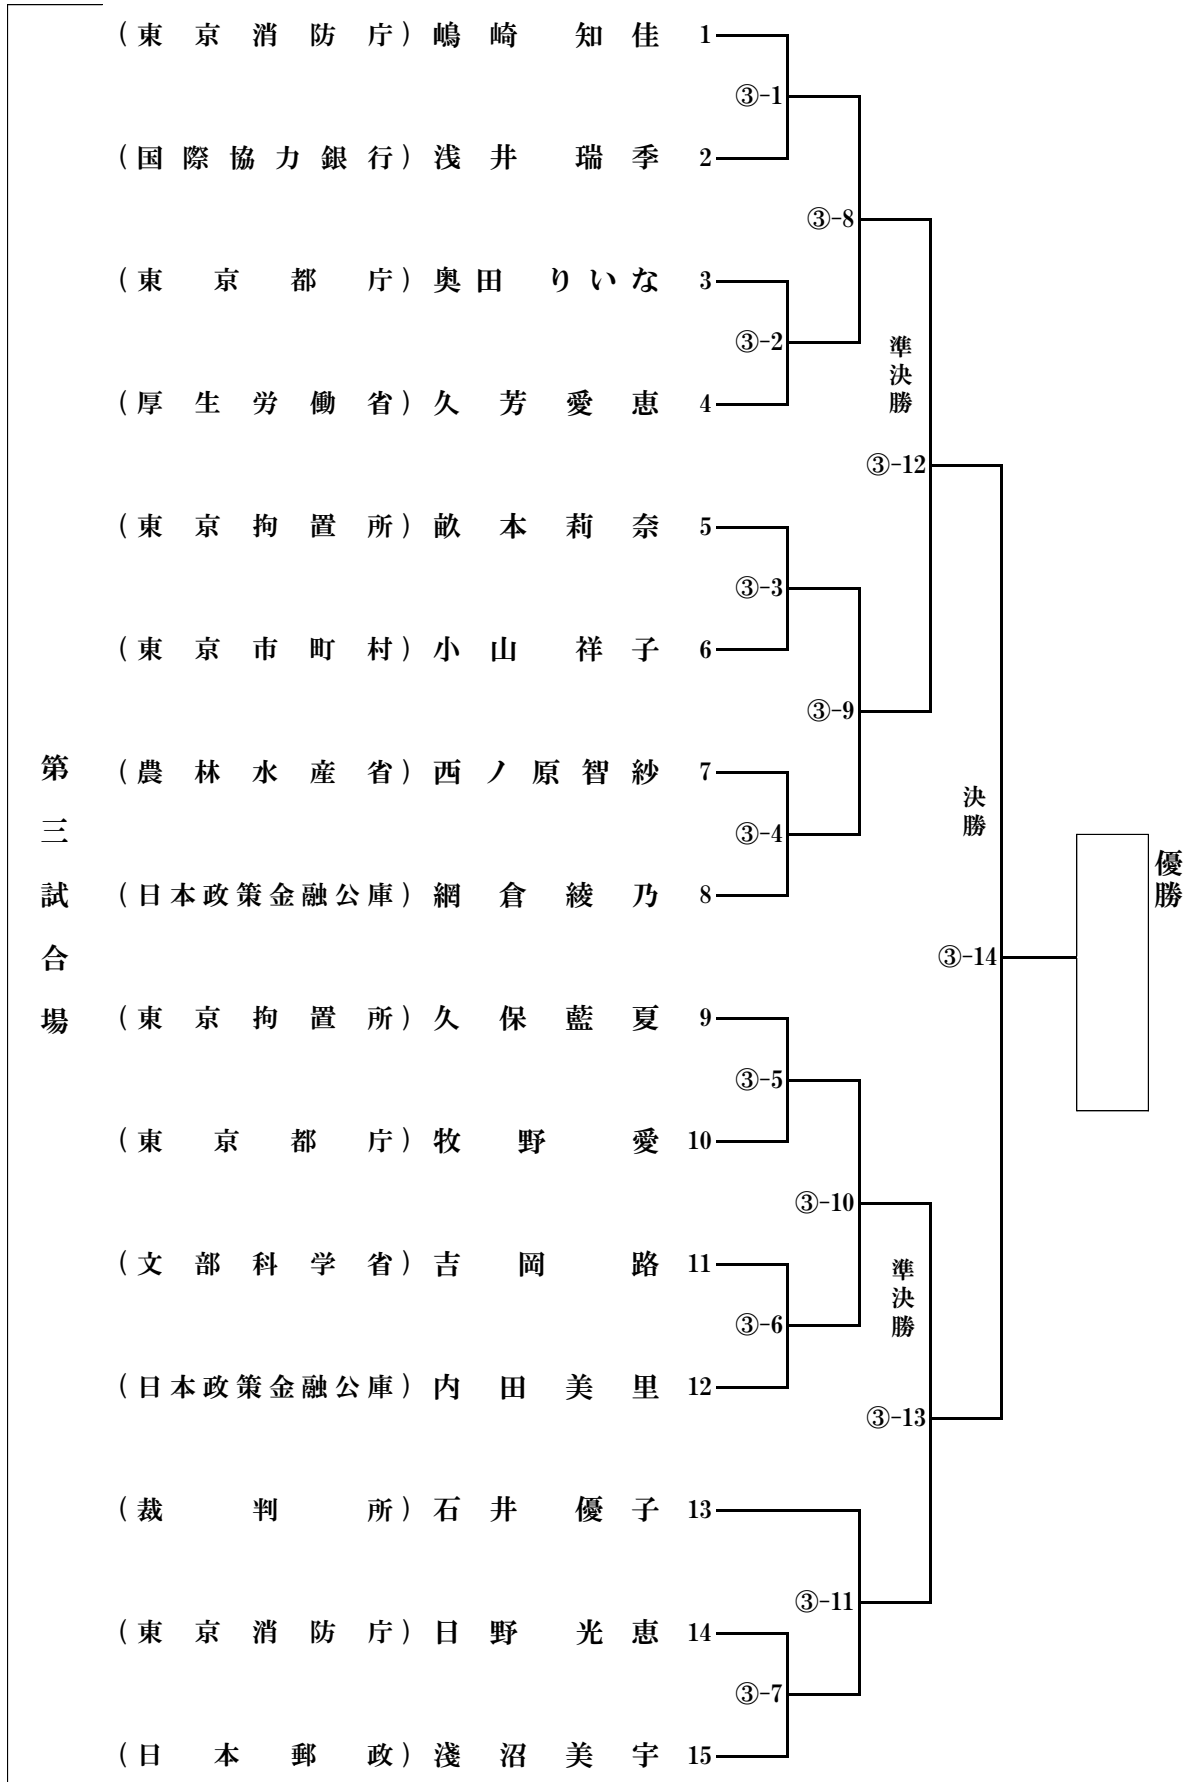 (東京消防庁) 嶋崎 知佳 1
③-1
(国際協力銀行) 浅井 瑞季 2
③-8
(東京都庁) 奥田 りいな 3
③-2
準決勝
(厚生労働省) 久芳愛恵 4
③-12
(東京拘置所) 畝本莉奈 5
③-3
(東京市町村) 小山 祥子 6
③-9
第三試合場
(農林水産省) 西ノ原智紗 7
決勝
③-4
優勝
(日本政策金融公庫) 網倉綾乃 8
③-14
(東京拘置所) 久保藍夏 9
③-5
(東京都庁) 牧野 愛 10
③-10
(文部科学省) 吉岡 路 11
準決勝
③-6
(日本政策金融公庫) 内田美里 12
③-13
(裁判所) 石井 優子 13
③-11
(東京消防庁) 日野 光恵 14
③-7
(日本郵政) 淺沼美宇 15